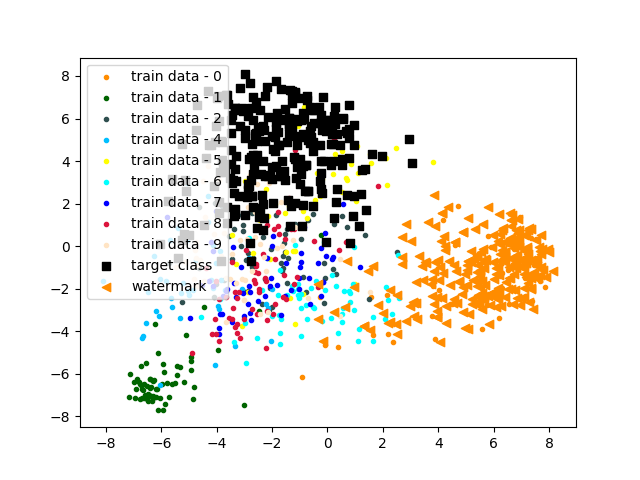 8
6
4
2
0
−2
−4
−6
−8
train data - 0
train data - 1
train data - 2
train data - 4
train data - 5
train data - 6
train data - 7
train data - 8
train data - 9
target class
watermark
−8 −6 −4 −2 0 2 4 6 8